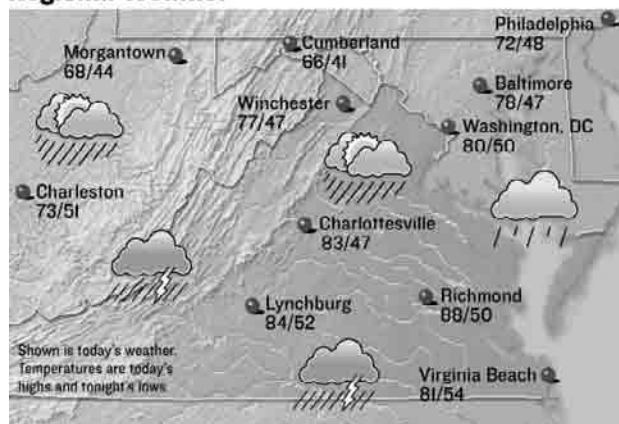 Philadelphia
72/48
Morgantown
68/44
Cumberland
66/41
Baltimore
78/47
Winchester
77/47
Washington, DC
80/50
Charleston
73/51
Charlottesville
83/47
Lynchburg
84/52
Richmond
88/50
Shown is today's weather.
Temperatures are today's
highs and tonight's lows.
Virginia Beach
81/54